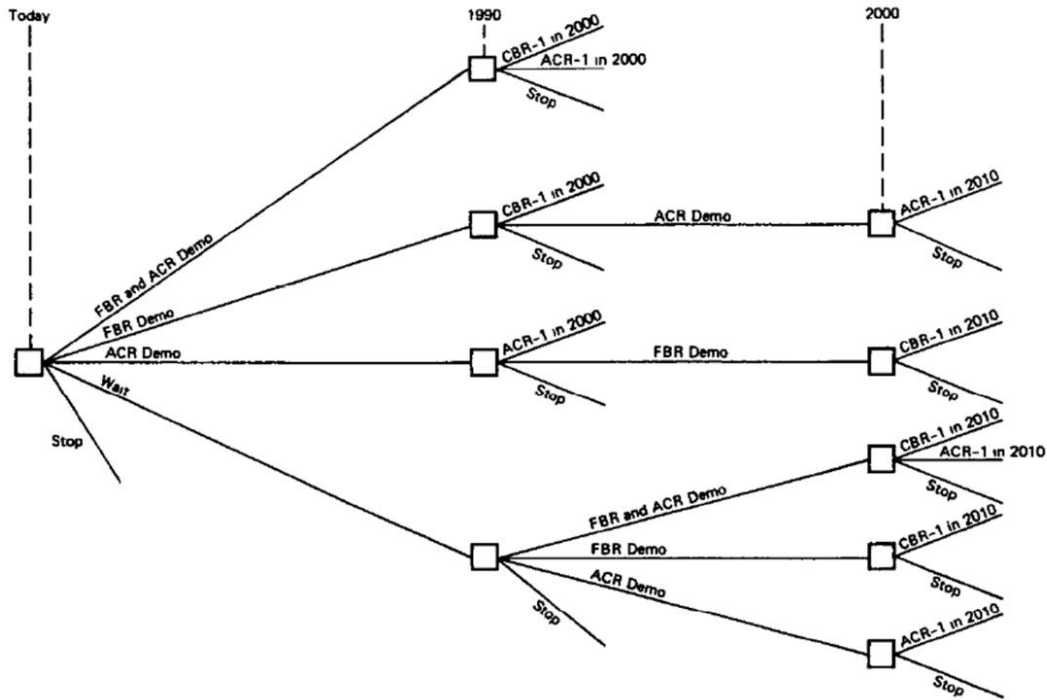 Today
1990
2000
CBR-1 in 2000
ACR-1 in 2000
Stop
FBR and ACR Demo
CBR-1 in 2000
ACR Demo
Stop
ACR-1 in 2010
Stop
FBR Demo
ACR Demo
ACR-1 in 2000
FBR Demo
Stop
CBR-1 in 2010
Stop
Wait
Stop
CBR-1 in 2010
ACR-1 in 2010
Stop
FBR and ACR Demo
FBR Demo
ACR Demo
Stop
CBR-1 in 2010
Stop
ACR-1 in 2010
Stop